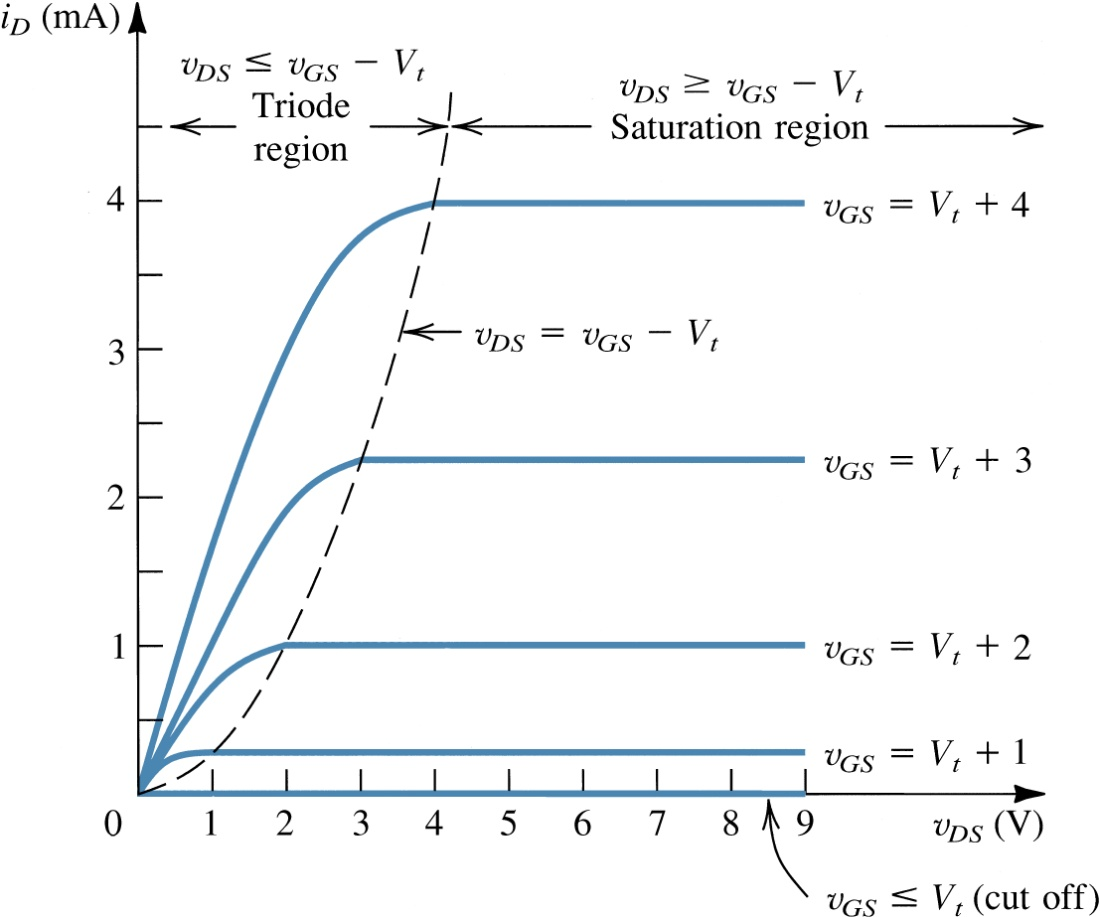 i_D (mA)
v_DS ≤ v_GS − V_t
Triode
region
v_DS ≥ v_GS − V_t
Saturation region
4
v_GS = V_t + 4
3
v_DS = v_GS − V_t
v_GS = V_t + 3
2
1
v_GS = V_t + 2
v_GS = V_t + 1
0 1 2 3 4 5 6 7 8 9 v_DS (V)
v_GS ≤ V_t (cut off)